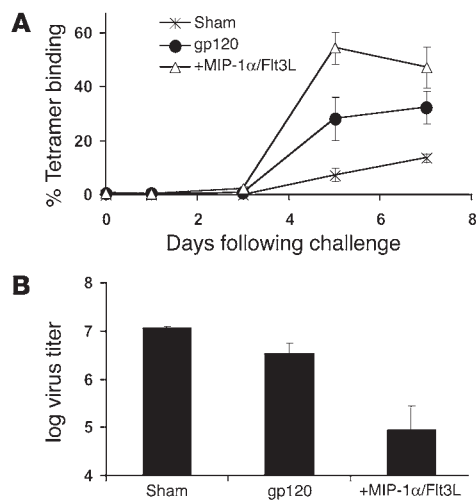 A
Sham
gp120
+MIP-1α/Flt3L
% Tetramer binding
60
40
20
0
0 2 4 6 8
Days following challenge
B
log virus titer
8
7
6
5
4
Sham gp120 +MIP-1α/Flt3L